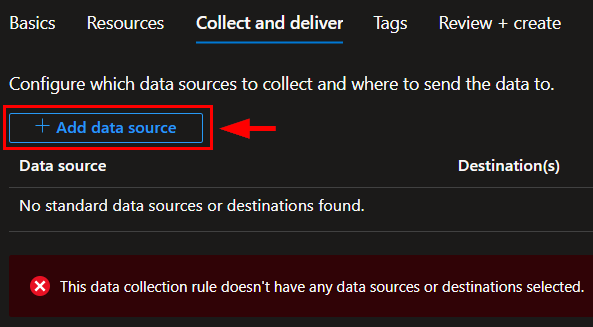 Basics Resources Collect and deliver Tags Review + create
Configure which data sources to collect and where to send the data to.
+ Add data source
Data source Destination(s)
No standard data sources or destinations found.
This data collection rule doesn't have any data sources or destinations selected.